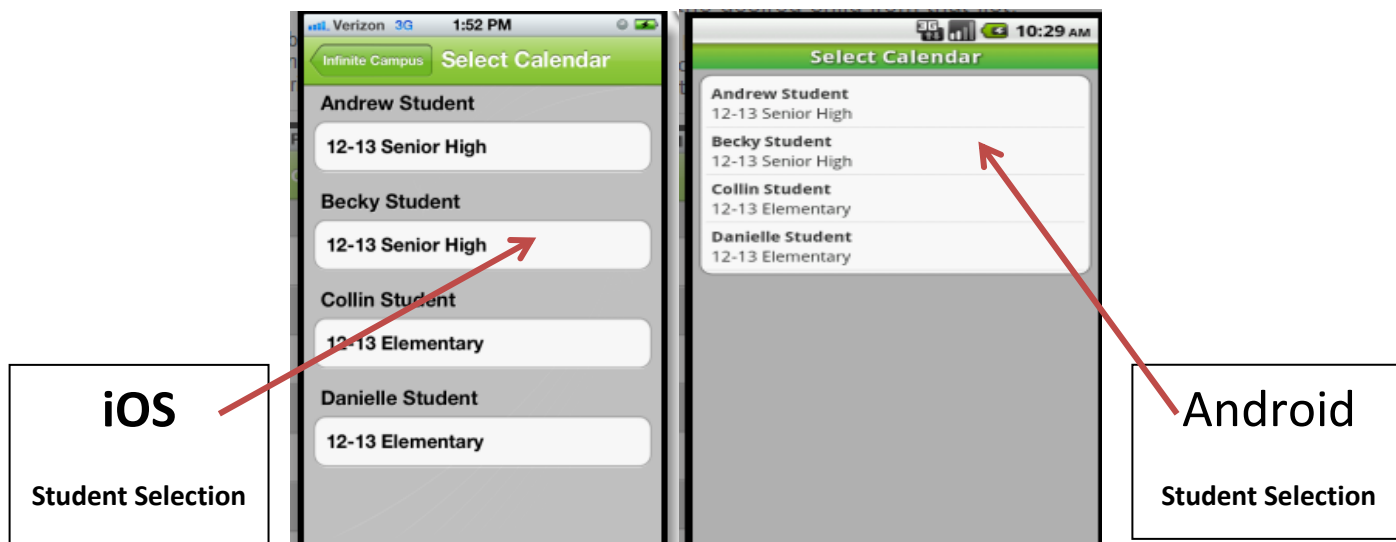 Verizon 3G 1:52 PM
Infinite Campus Select Calendar
Andrew Student
12-13 Senior High
Becky Student
12-13 Senior High
Collin Student
12-13 Elementary
Danielle Student
12-13 Elementary
3G 10:29 AM
Select Calendar
Andrew Student
12-13 Senior High
Becky Student
12-13 Senior High
Collin Student
12-13 Elementary
Danielle Student
12-13 Elementary
iOS
Student Selection
Android
Student Selection